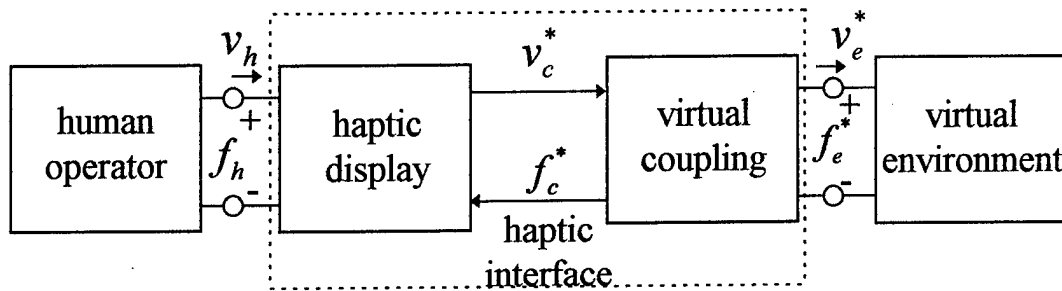 v_h
v_c^*
v_e^*
human
operator
+
f_h
-
haptic
display
f_c^*
virtual
coupling
+
f_e^*
-
virtual
environment
haptic
interface